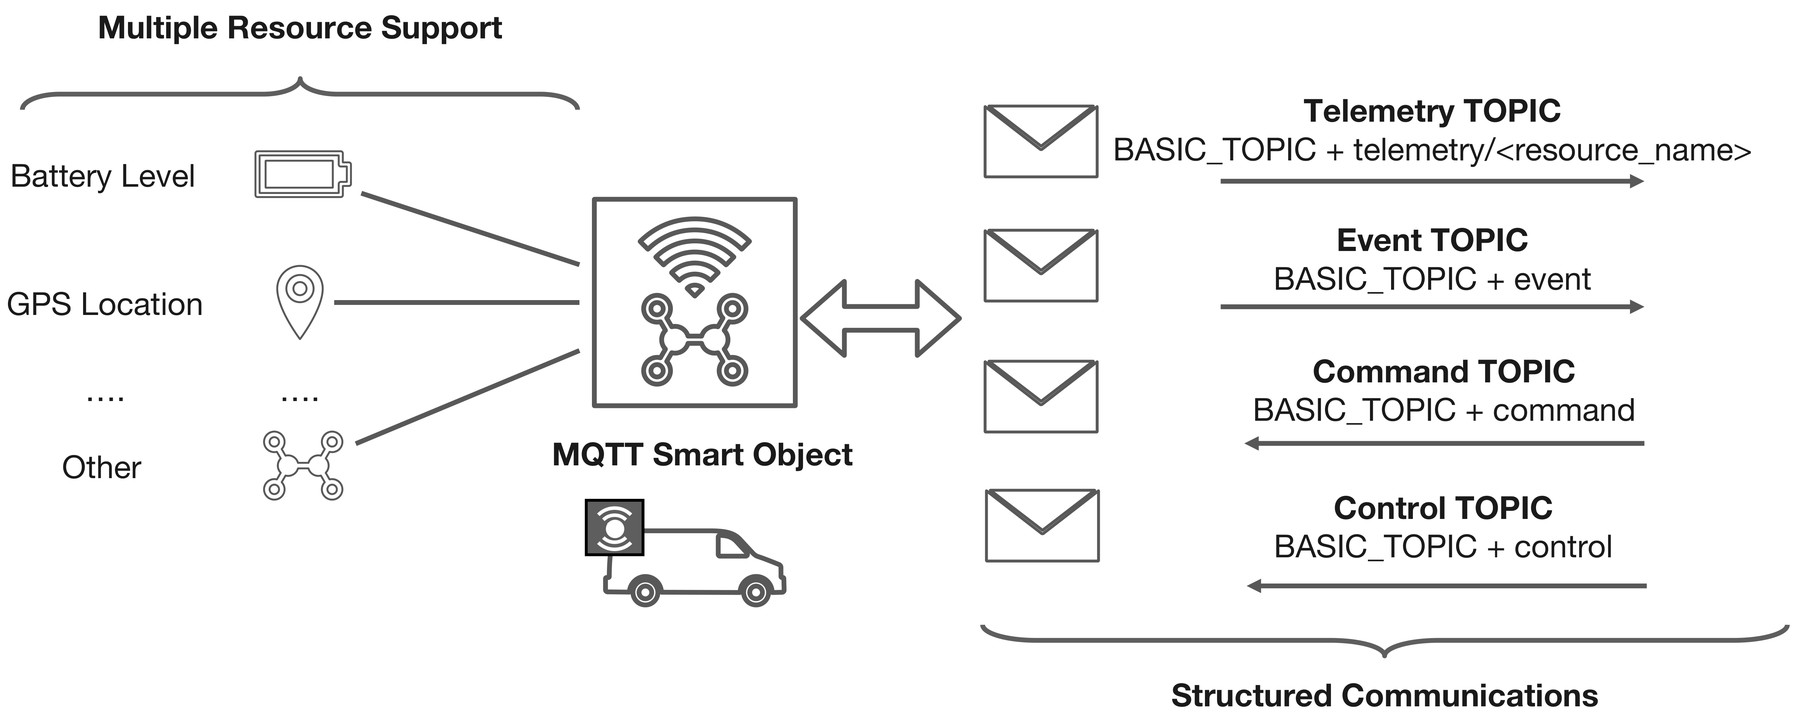 Multiple Resource Support
Battery Level
GPS Location
.... ....
Other
MQTT Smart Object
Telemetry TOPIC
BASIC_TOPIC + telemetry/<resource_name>
Event TOPIC
BASIC_TOPIC + event
Command TOPIC
BASIC_TOPIC + command
Control TOPIC
BASIC_TOPIC + control
Structured Communications